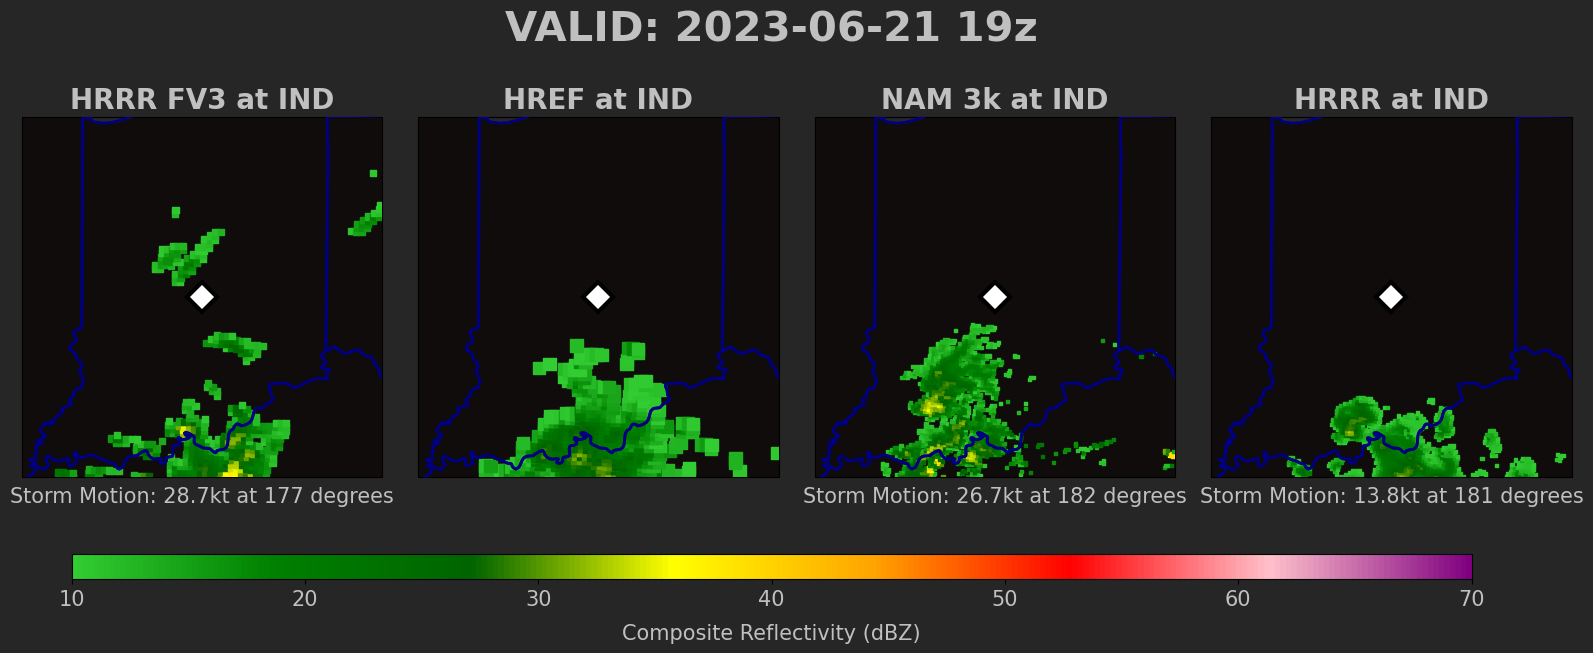 VALID: 2023-06-21 19z
HRRR FV3 at IND
HREF at IND
NAM 3k at IND
HRRR at IND
Storm Motion: 28.7kt at 177 degrees
Storm Motion: 26.7kt at 182 degrees
Storm Motion: 13.8kt at 181 degrees
10 20 30 40 50 60 70
Composite Reflectivity (dBZ)